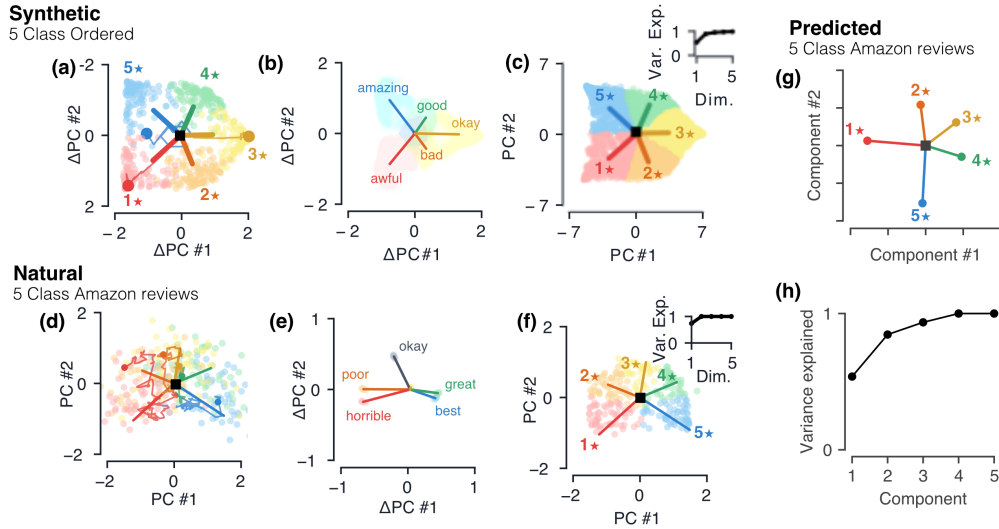 Synthetic
5 Class Ordered
(a)
-2
0
2
ΔPC #2
5★
4★
3★
2★
1★
−2
0
2
ΔPC #1
(b)
2
0
−2
ΔPC #2
amazing
good
okay
bad
awful
−2
0
2
ΔPC#1
(c)
7
0
−7
PC #2
5★
4★
3★
2★
1★
−7
0
7
PC #1
Var. Exp.
1
0
1
5
Dim.
Predicted
5 Class Amazon reviews
(g)
Component #2
2★
3★
1★
4★
5★
Component #1
Natural
5 Class Amazon reviews
(d)
2
0
−2
PC #2
−2
0
2
PC #1
(e)
1
0
−1
ΔPC #2
okay
poor
great
horrible
best
−1
0
1
ΔPC #1
(f)
2
0
−2
PC #2
3★
2★
4★
1★
5★
−2
0
2
PC #1
Var. Exp.
1
0
1
5
Dim.
(h)
Variance explained
1
0
1
2
3
4
5
Component